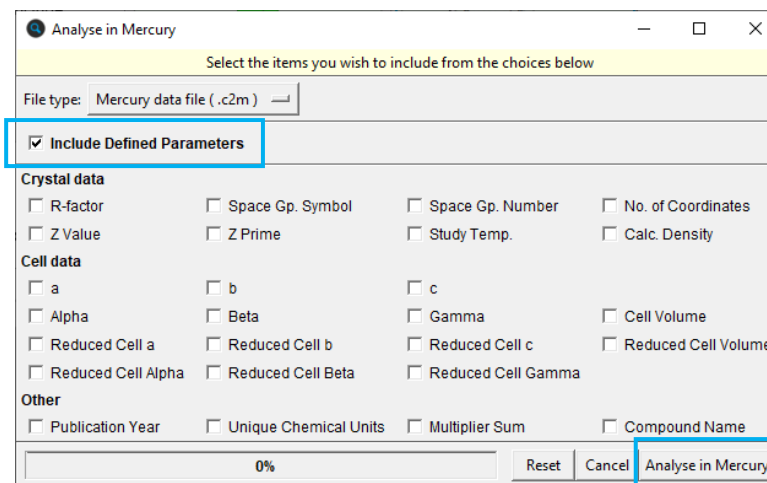 Analyse in Mercury
Select the items you wish to include from the choices below
File type: Mercury data file ( .c2m )
Include Defined Parameters
Crystal data
R-factor Space Gp. Symbol Space Gp. Number No. of Coordinates
Z Value Z Prime Study Temp. Calc. Density
Cell data
a b c
Alpha Beta Gamma Cell Volume
Reduced Cell a Reduced Cell b Reduced Cell c Reduced Cell Volume
Reduced Cell Alpha Reduced Cell Beta Reduced Cell Gamma
Other
Publication Year Unique Chemical Units Multiplier Sum Compound Name
0% Reset Cancel Analyse in Mercury